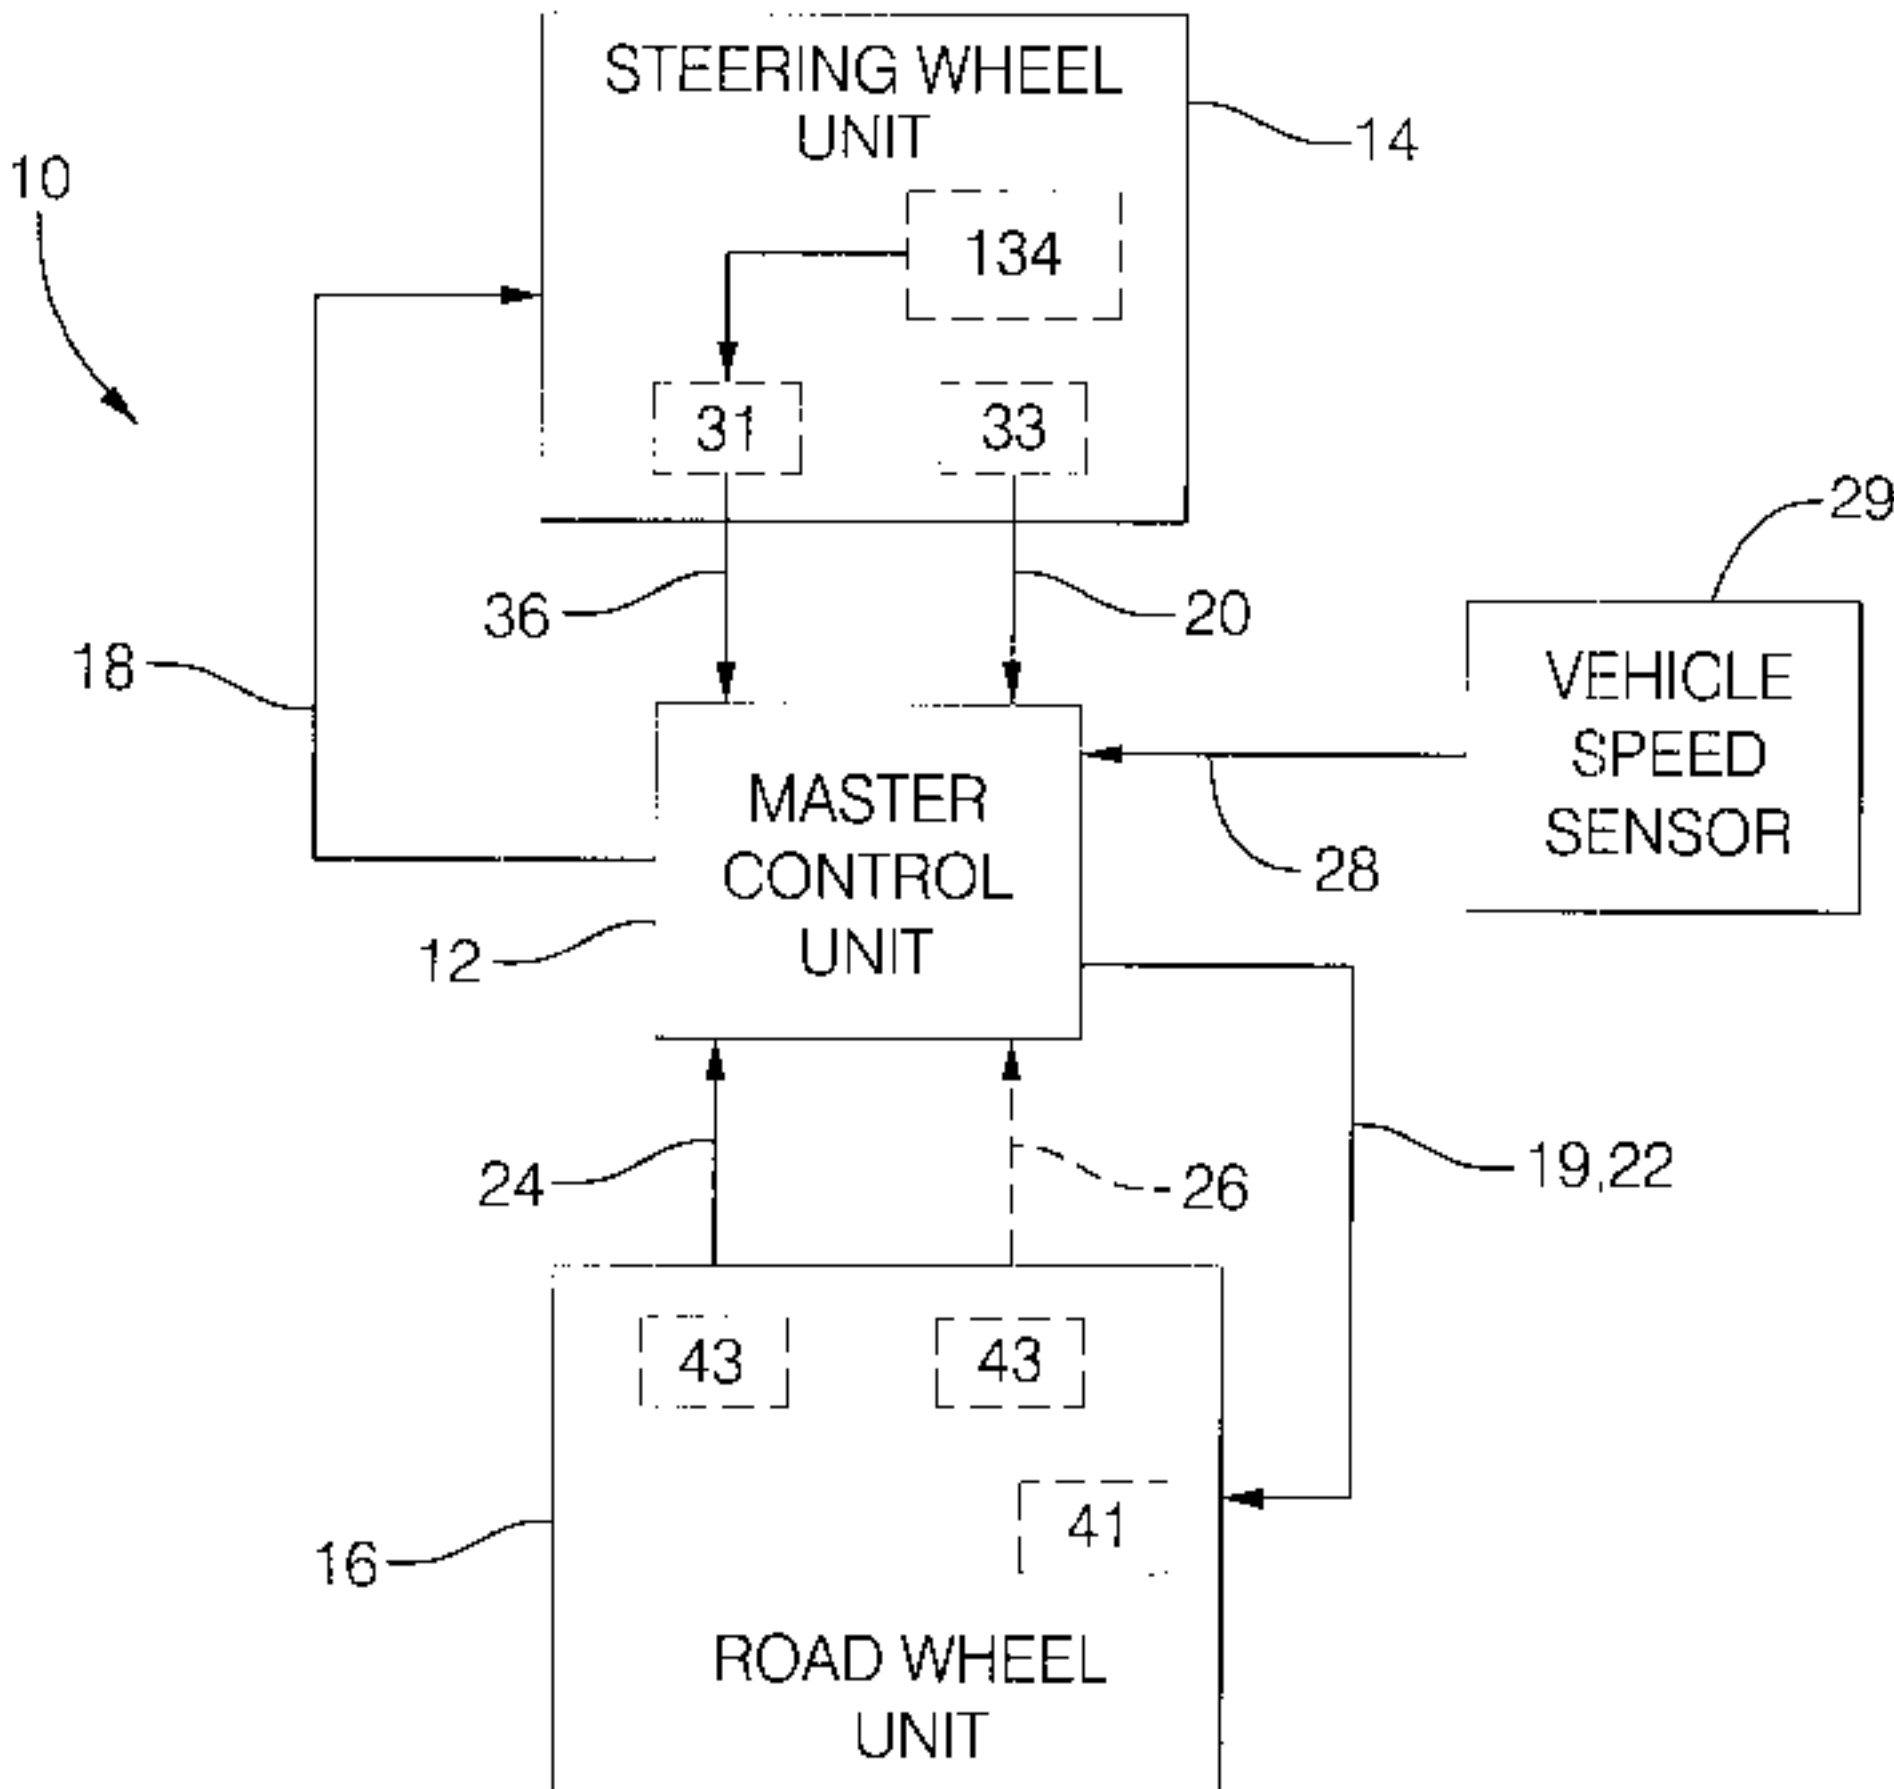 STEERING WHEEL
UNIT
14
10
134
31
33
29
36
20
18
VEHICLE
SPEED
SENSOR
MASTER
CONTROL
UNIT
28
12
24
26
19,22
43
43
41
16
ROAD WHEEL
UNIT